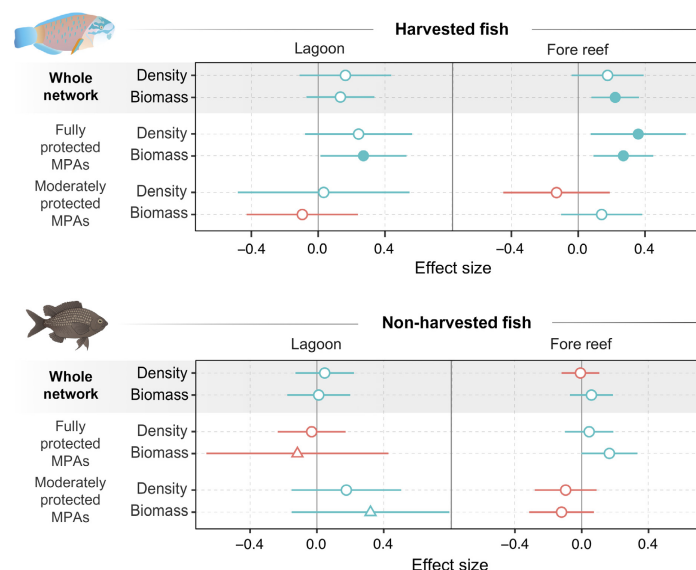 Harvested fish
Lagoon
Fore reef
Whole
network
Density
Biomass
Fully
protected
MPAs
Density
Biomass
Moderately
protected
MPAs
Density
Biomass
−0.4 0.0 0.4 −0.4 0.0 0.4
Effect size
Non-harvested fish
Lagoon
Fore reef
Whole
network
Density
Biomass
Fully
protected
MPAs
Density
Biomass
Moderately
protected
MPAs
Density
Biomass
−0.4 0.0 0.4 −0.4 0.0 0.4
Effect size